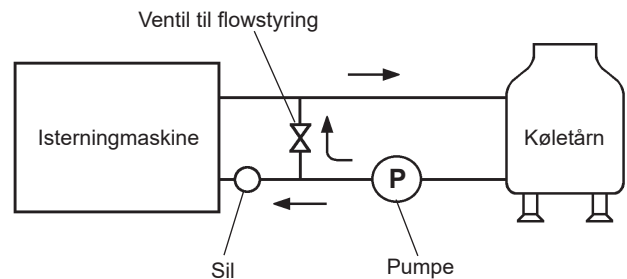 Ventil til flowstyring
Isterningmaskine
Køletårn
P
Sil
Pumpe